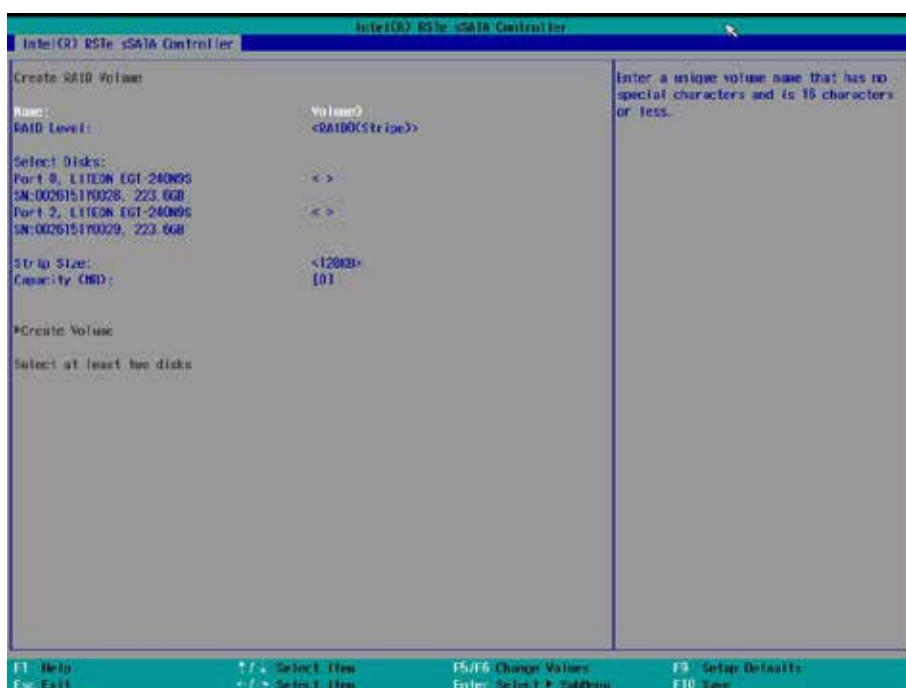 Intel(R) RSTe sSATA Controller
Intel(R) RSTe sSATA Controller
Create RAID Volume
Name: Volume0
RAID Level: <RAID0(Stripe)>
Select Disks:
Port 0, LITEON EGT-240N9S < >
SN:002615151Y0028, 223.6GB
Port 2, LITEON EGT-240N9S < >
SN:002615151Y0029, 223.6GB
Strip Size: <128KB>
Capacity (MB): [0]
Create Volume
Select at least two disks
Enter a unique volume name that has no
special characters and is 16 characters
or less.
F1 Help ↑/↓ Select Item F5/F6 Change Values F9 Setup Defaults
Esc Exit Select Item Enter Select ▶ SubMenu F10 Save